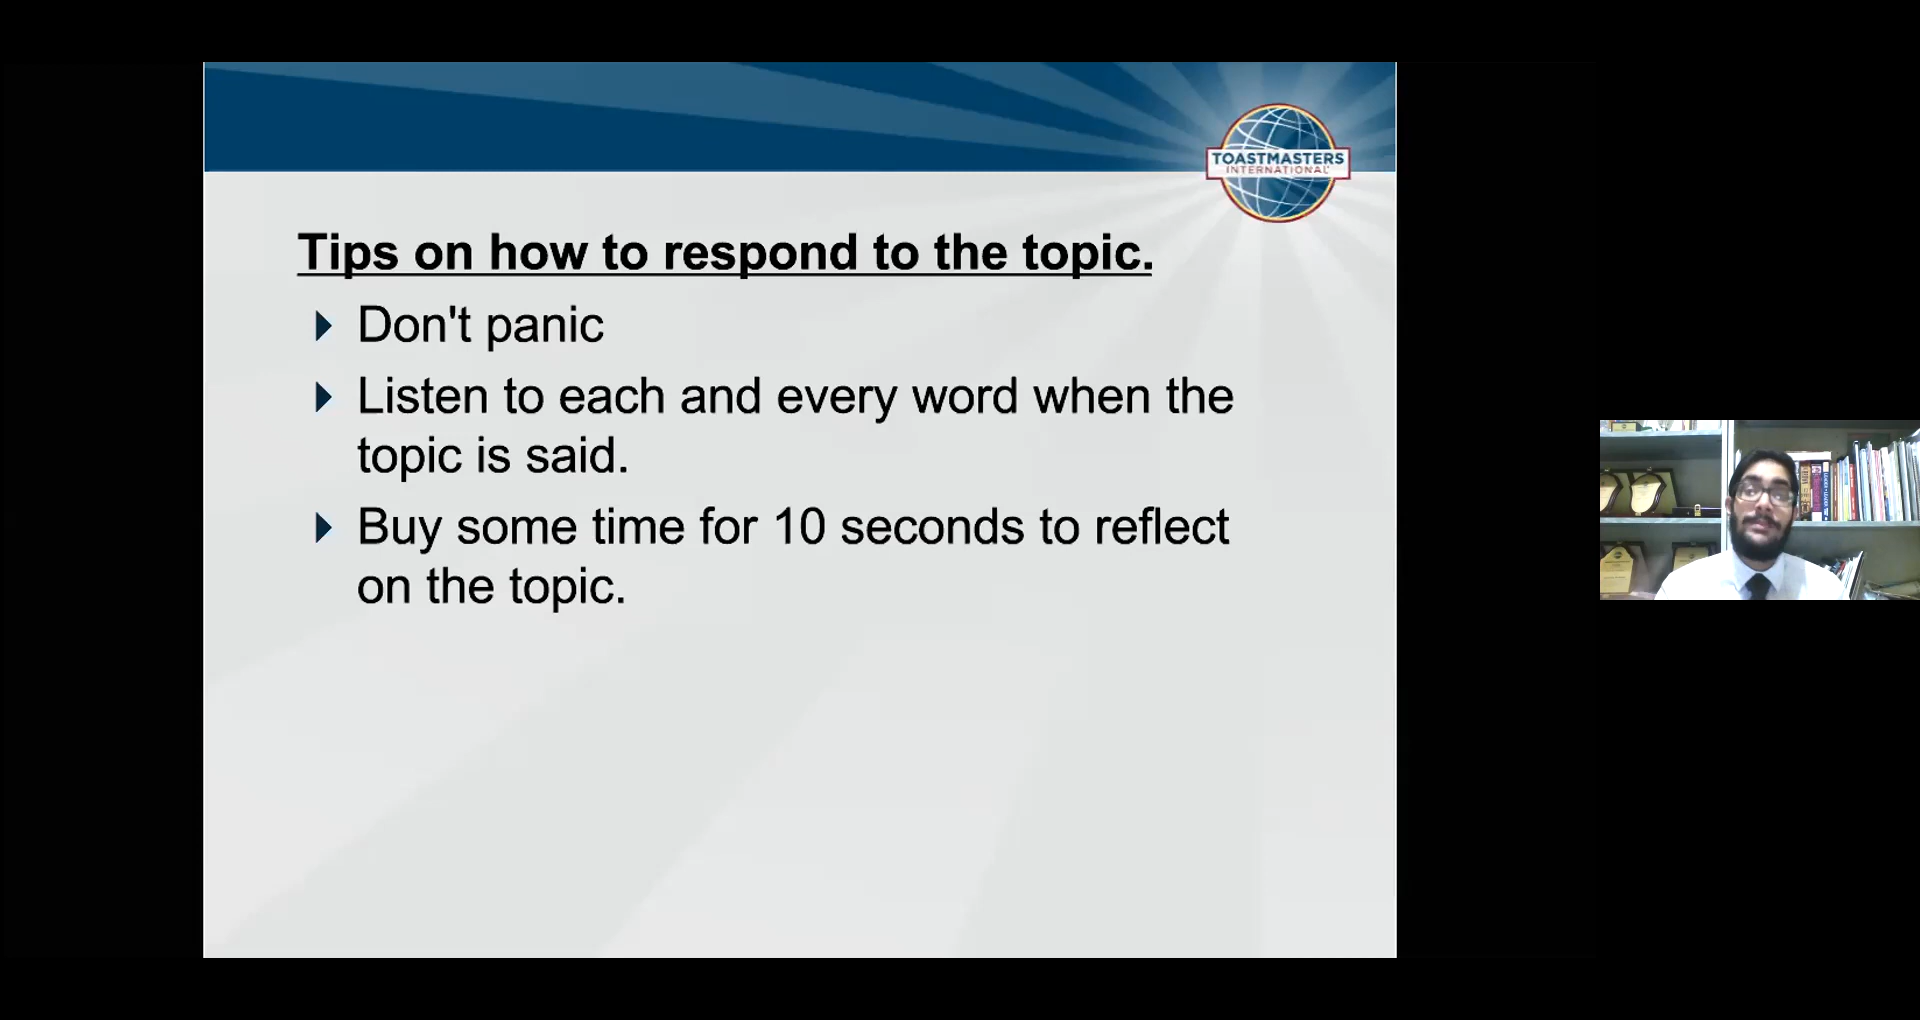 TOASTMASTERS
INTERNATIONAL
Tips on how to respond to the topic.
Don't panic
Listen to each and every word when the
topic is said.
Buy some time for 10 seconds to reflect
on the topic.